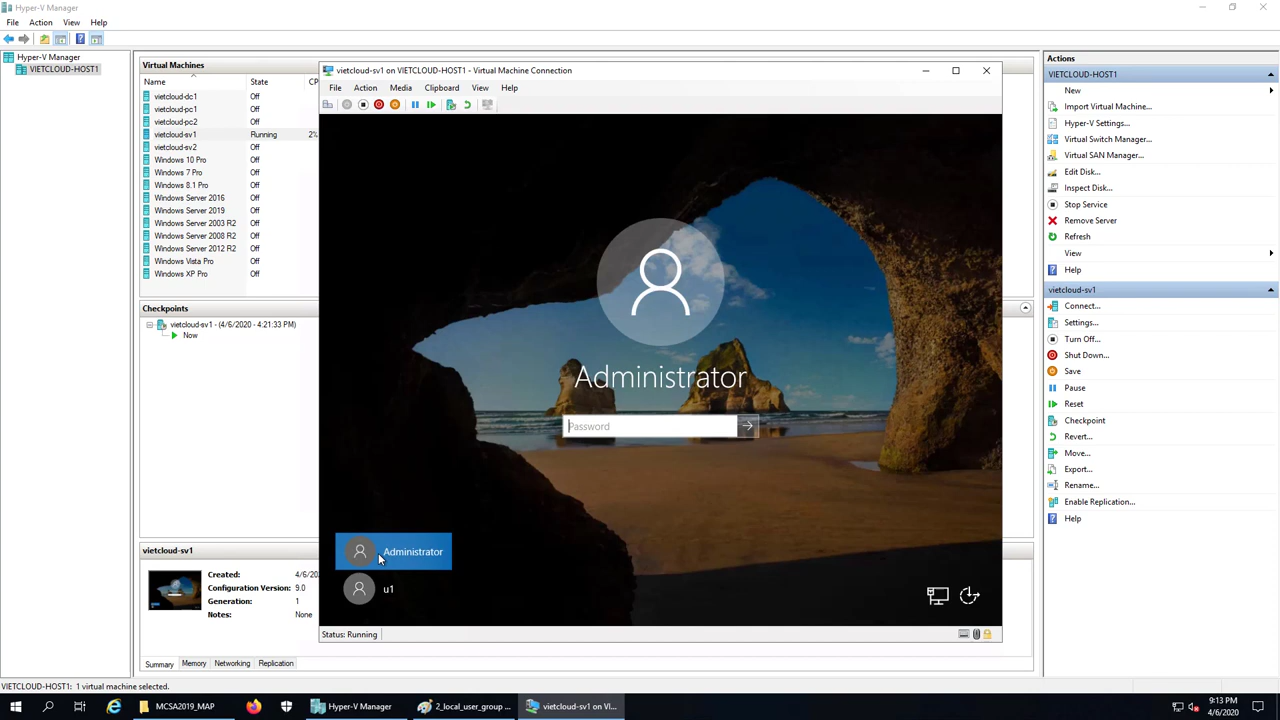 Hyper-V Manager
File Action View Help
Hyper-V Manager
VIETCLOUD-HOST1
Virtual Machines
Name State CP
vietcloud-dc1 Off
vietcloud-pc1 Off
vietcloud-pc2 Off
vietcloud-sv1 Running 2%
vietcloud-sv2 Off
Windows 10 Pro Off
Windows 7 Pro Off
Windows 8.1 Pro Off
Windows Server 2016 Off
Windows Server 2019 Off
Windows Server 2003 R2 Off
Windows Server 2008 R2 Off
Windows Server 2012 R2 Off
Windows Vista Pro Off
Windows XP Pro Off
Checkpoints
vietcloud-sv1 - (4/6/2020 - 4:21:33 PM)
Now
vietcloud-sv1
Created: 4/6/20
Configuration Version: 9.0
Generation: 1
Notes: None
Summary Memory Networking Replication
vietcloud-sv1 on VIETCLOUD-HOST1 - Virtual Machine Connection
File Action Media Clipboard View Help
Administrator
Password
Administrator
u1
Status: Running
Actions
VIETCLOUD-HOST1
New
Import Virtual Machine...
Hyper-V Settings...
Virtual Switch Manager...
Virtual SAN Manager...
Edit Disk...
Inspect Disk...
Stop Service
Remove Server
Refresh
View
Help
vietcloud-sv1
Connect...
Settings...
Turn Off...
Shut Down...
Save
Pause
Reset
Checkpoint
Revert...
Move...
Export...
Rename...
Enable Replication...
Help
VIETCLOUD-HOST1: 1 virtual machine selected.
MCSA2019_MAP
Hyper-V Manager
2_local_user_group ...
vietcloud-sv1 on VI...
9:13 PM
4/6/2020